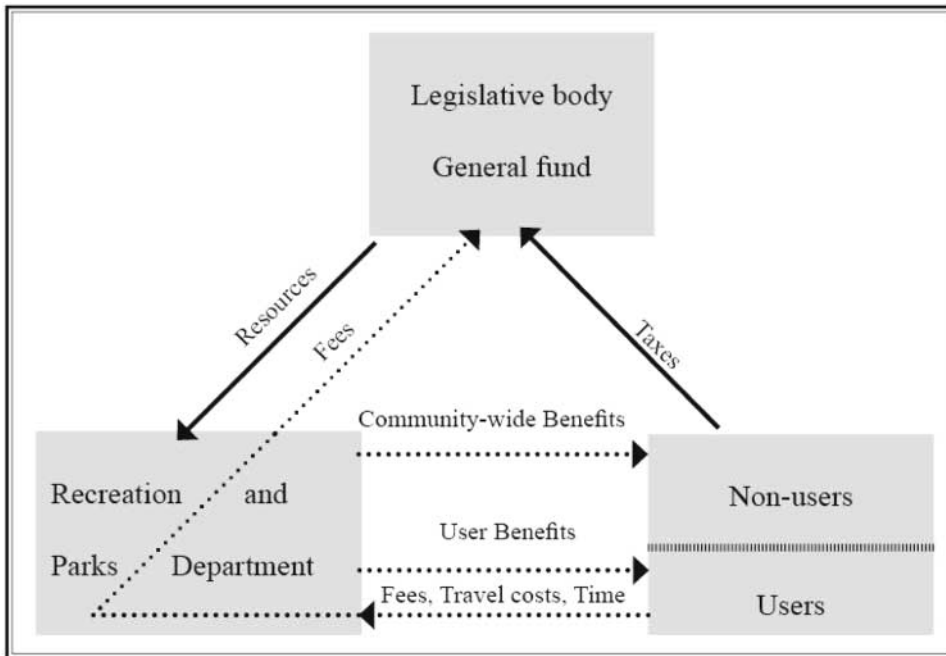 Legislative body
General fund
Resources
Fees
Taxes
Community-wide Benefits
Recreation and
Parks Department
User Benefits
Fees, Travel costs, Time
Non-users
Users